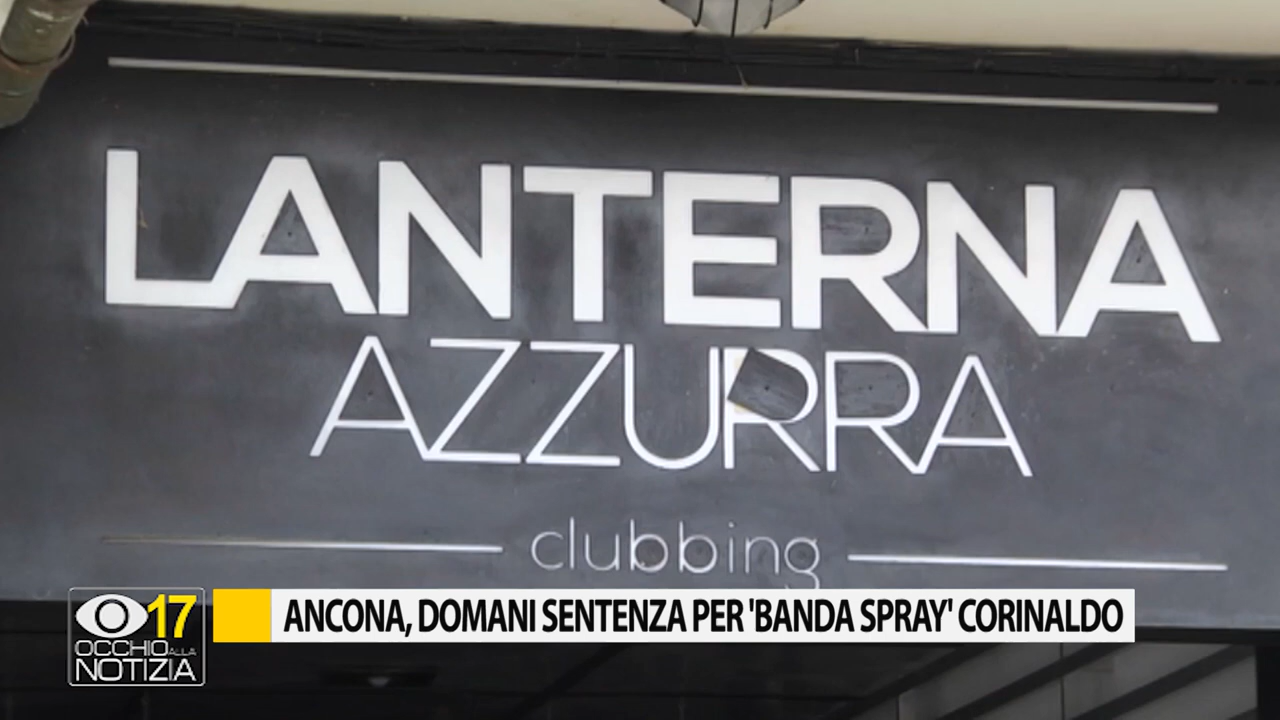 LANTERNA
AZZURRA
clubbing
17
OCCHIO ALLA
NOTIZIA
ANCONA, DOMANI SENTENZA PER 'BANDA SPRAY' CORINALDO